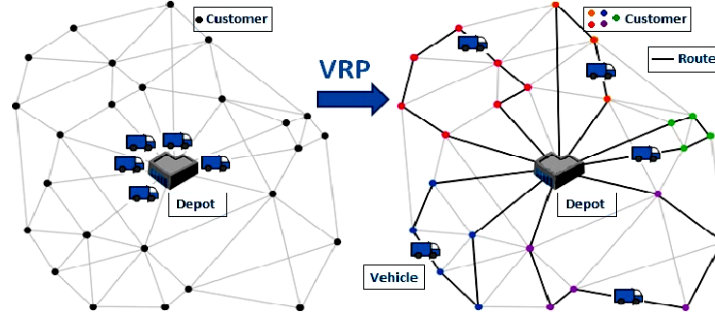 Customer
VRP
Customer
Route
Depot
Depot
Vehicle